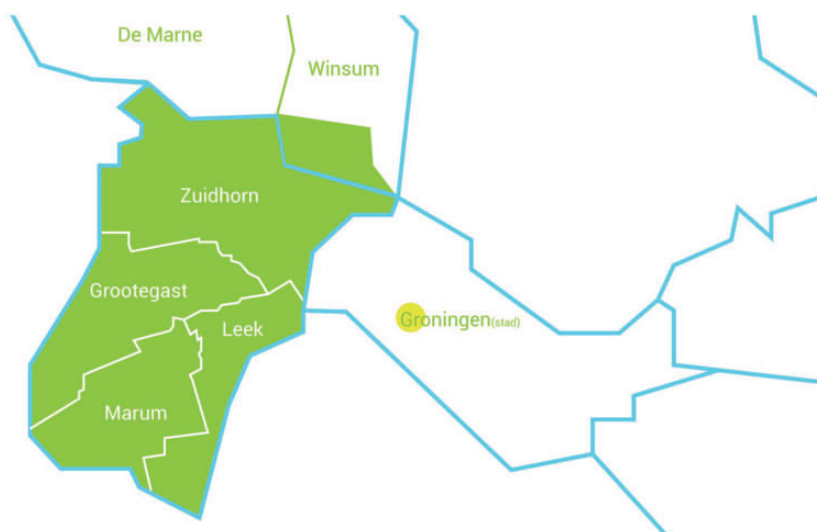 De Marne
Winsum
Zuidhorn
Grootegast
Leek
Groningen(stad)
Marum